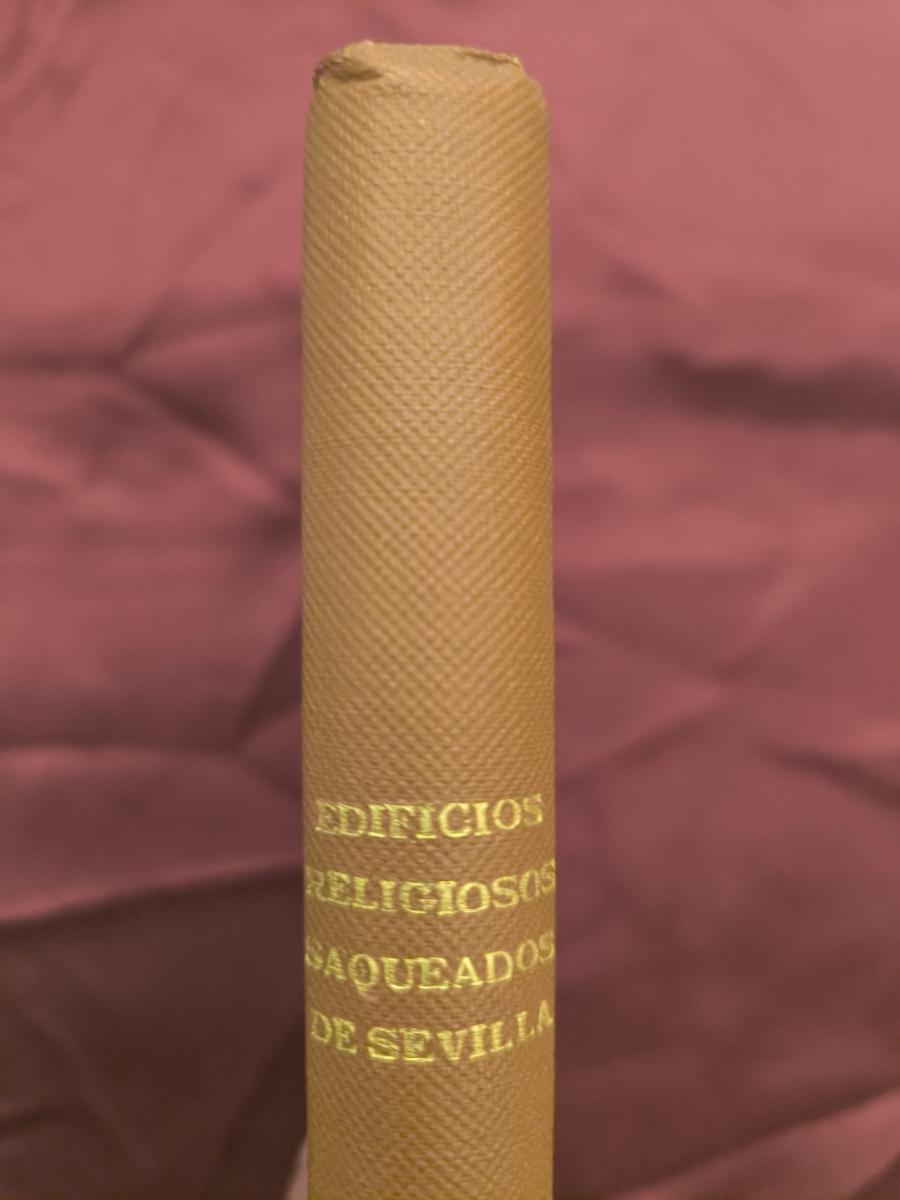 EDIFICIOS
RELIGIOSOS
SAQUEADOS
DE SEVILLA